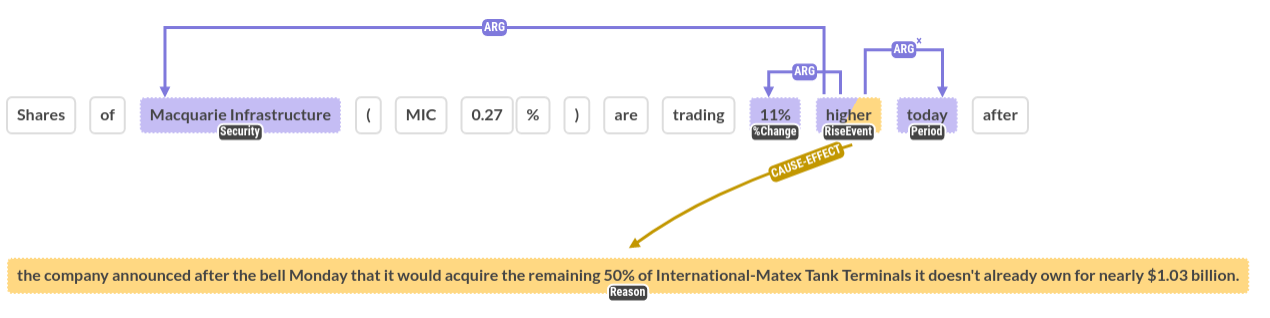 ARG
ARG x
ARG
Shares of Macquarie Infrastructure ( MIC 0.27 % ) are trading 11% higher today after
Security %Change RiseEvent Period
CAUSE-EFFECT
the company announced after the bell Monday that it would acquire the remaining 50% of International-Matex Tank Terminals it doesn't already own for nearly $1.03 billion.
Reason